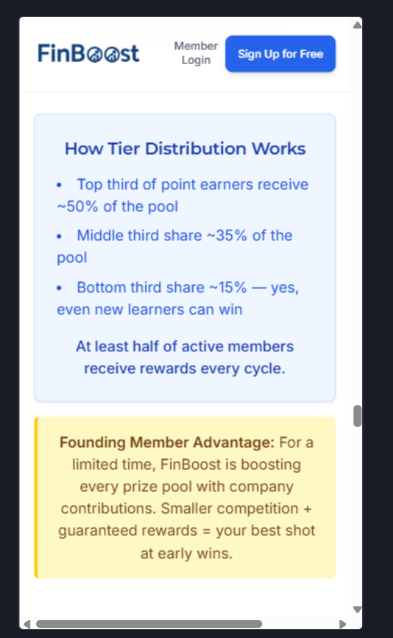 FinBoost
Member
Login
Sign Up for Free
How Tier Distribution Works
• Top third of point earners receive
~50% of the pool
• Middle third share ~35% of the
pool
• Bottom third share ~15% — yes,
even new learners can win
At least half of active members
receive rewards every cycle.
Founding Member Advantage: For a
limited time, FinBoost is boosting
every prize pool with company
contributions. Smaller competition +
guaranteed rewards = your best shot
at early wins.